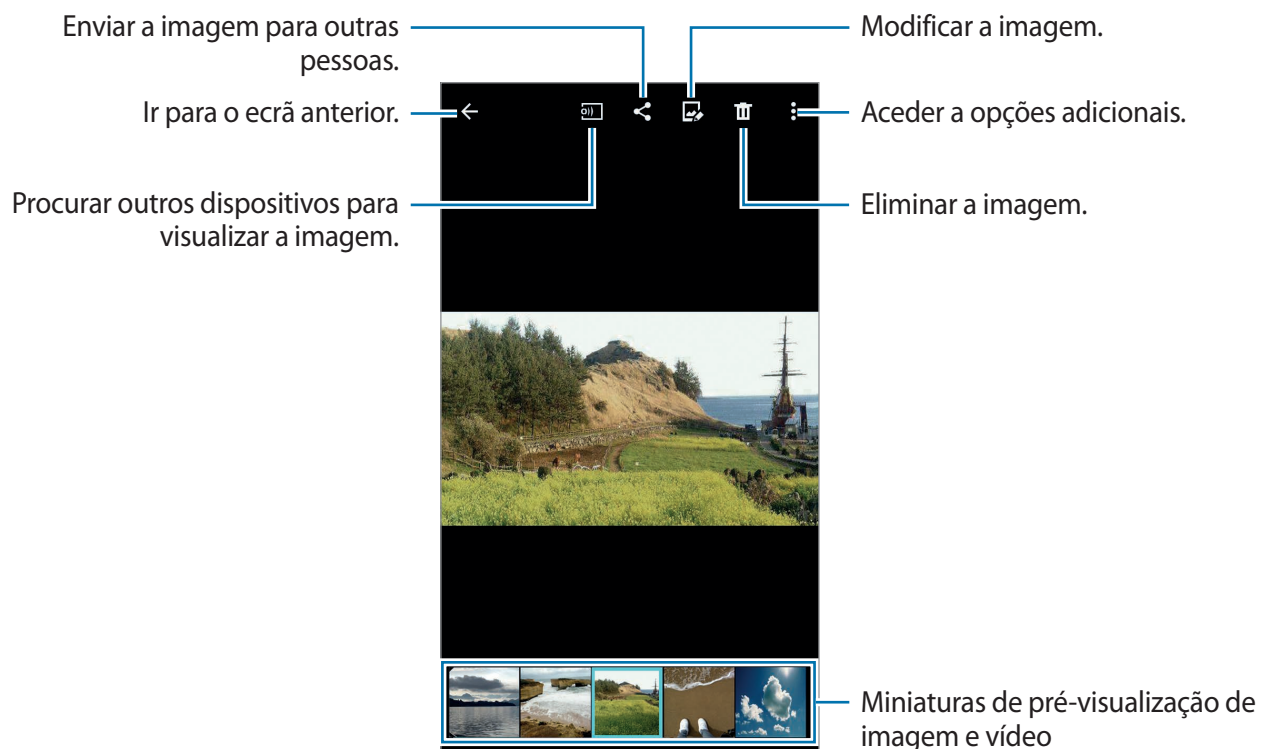 Enviar a imagem para outras
pessoas.
Modificar a imagem.
Ir para o ecrã anterior.
Aceder a opções adicionais.
Procurar outros dispositivos para
visualizar a imagem.
Eliminar a imagem.
Miniaturas de pré-visualização de
imagem e vídeo